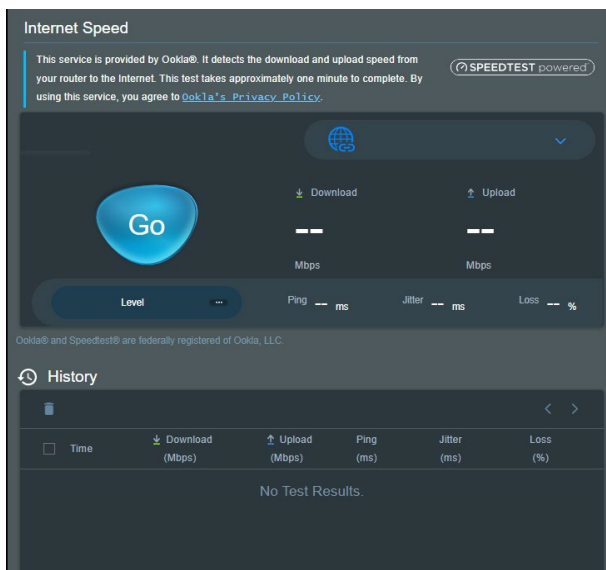 Internet Speed
This service is provided by Ookla®. It detects the download and upload speed from
your router to the Internet. This test takes approximately one minute to complete. By
using this service, you agree to Ookla's Privacy Policy.
SPEEDTEST powered
Download
Upload
Go
--
--
Mbps
Mbps
Level ...
Ping -- ms
Jitter -- ms
Loss -- %
Ookla® and Speedtest® are federally registered of Ookla, LLC.
History
Time
Download
(Mbps)
Upload
(Mbps)
Ping
(ms)
Jitter
(ms)
Loss
(%)
No Test Results.